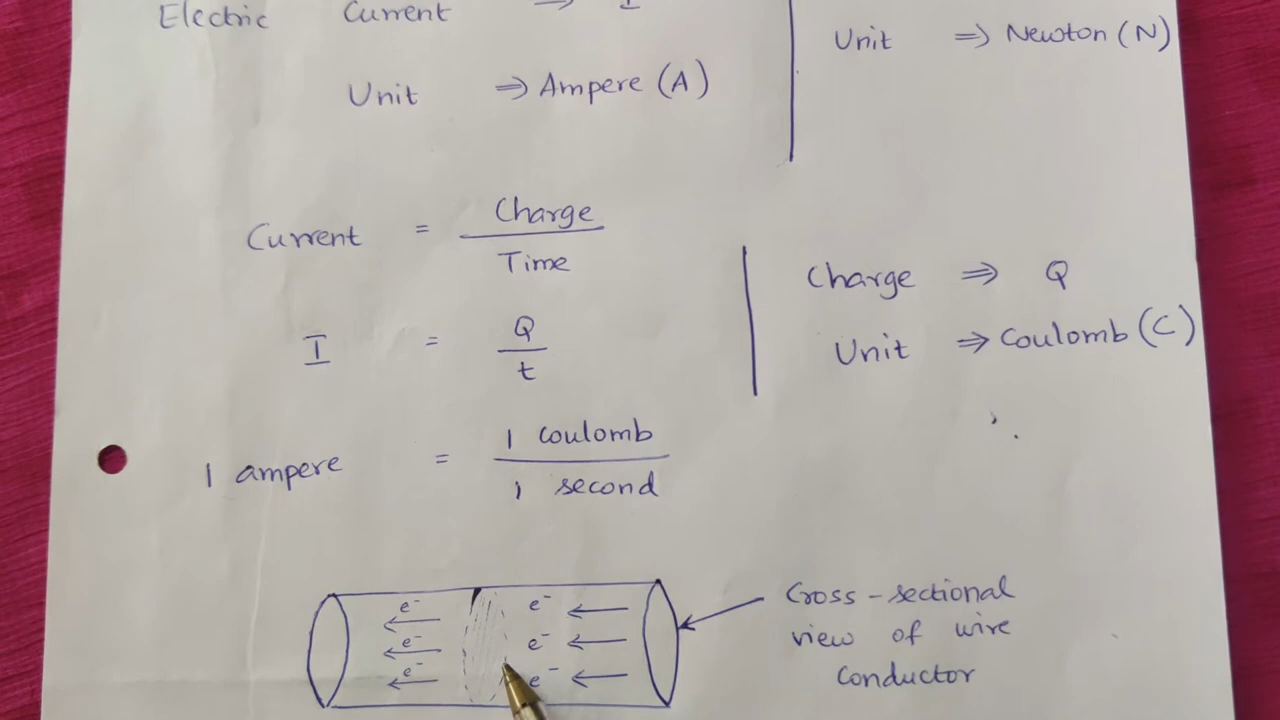 Electric Current ⇒ I
Unit ⇒ Ampere (A)
Unit ⇒ Newton (N)
Current = Charge / Time
I = Q / t
1 ampere = 1 coulomb / 1 second
Charge ⇒ Q
Unit ⇒ Coulomb (C)
e⁻ e⁻
e⁻ e⁻
e⁻ e⁻
Cross-sectional
view of wire
conductor